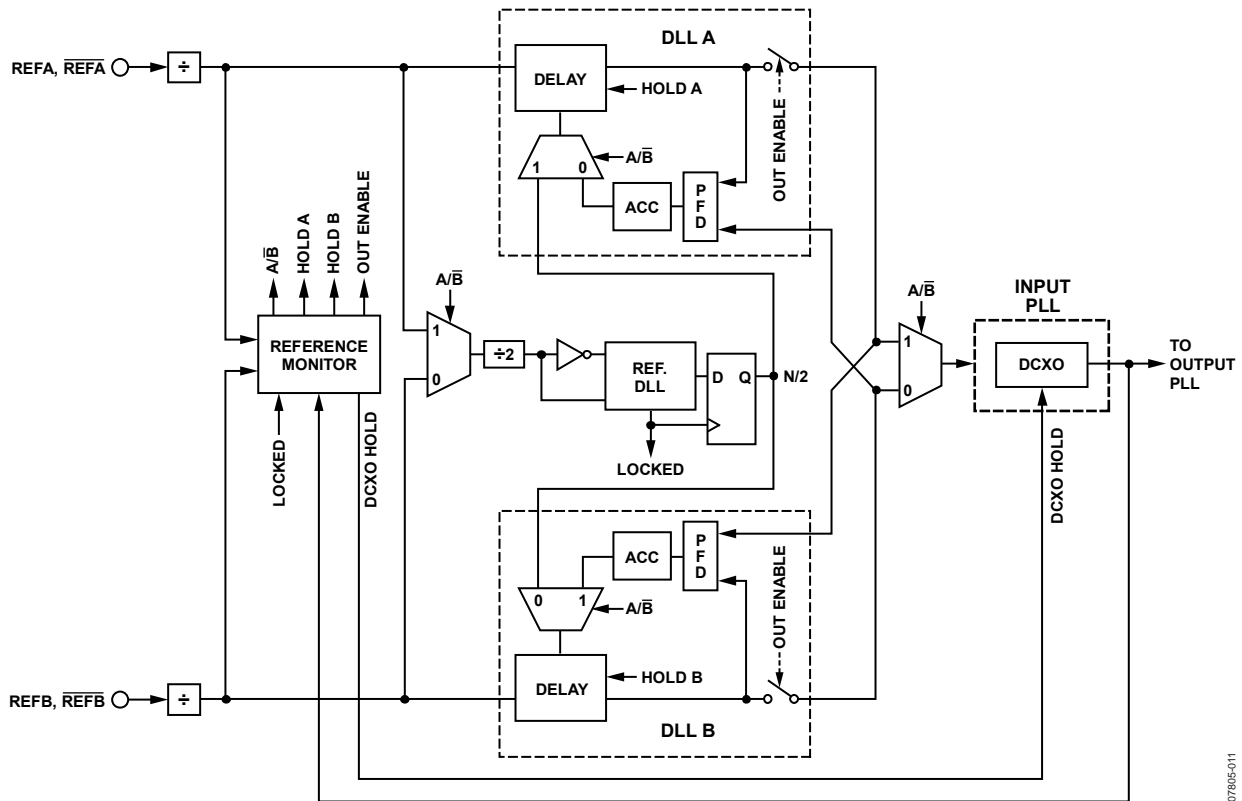 DLL A
REFA, R̅E̅F̅A̅
÷
DELAY
HOLD A
OUT ENABLE
1 0
A/B̅
ACC
PFD
A/B̅
HOLD A
HOLD B
OUT ENABLE
REFERENCE
MONITOR
LOCKED
DCXO HOLD
A/B̅
1
0
÷2
REF.
DLL
D Q
N/2
LOCKED
A/B̅
1
0
INPUT
PLL
DCXO
TO
OUTPUT
PLL
DCXO HOLD
ACC
PFD
0 1
A/B̅
OUT ENABLE
REFB, R̅E̅F̅B̅
÷
DELAY
HOLD B
DLL B
07805-011